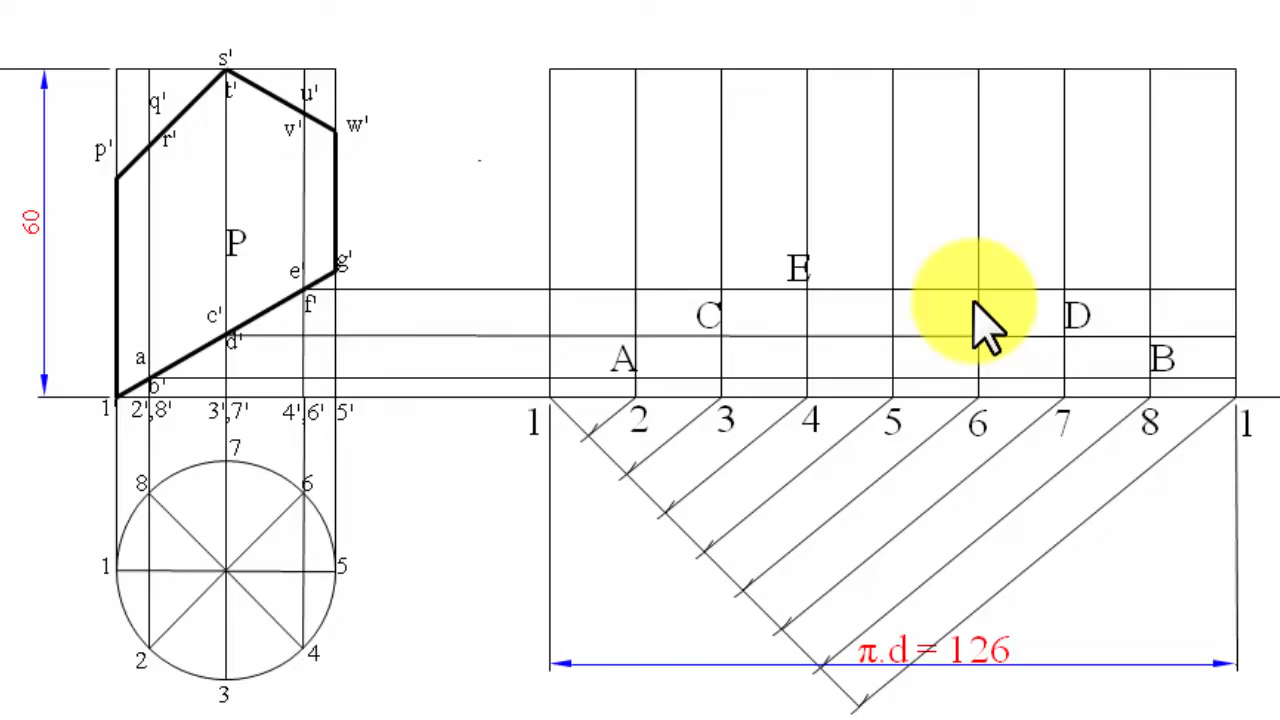 s'
t'
q'
u'
r'
v'
w'
p'
60
P
e'
g'
f'
c'
d'
a
b'
E
C
D
A
B
1'
2',8'
3',7'
4',6'
5'
1
2
3
4
5
6
7
8
1
7
8
6
1
5
2
4
3
π.d = 126